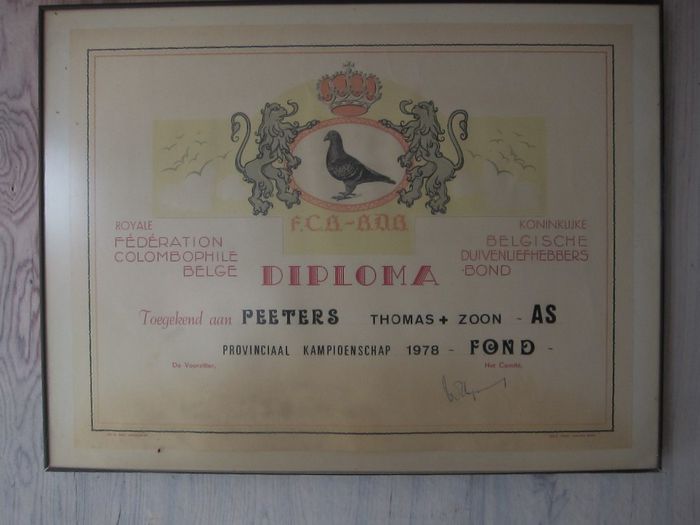 F.C.B.-B.D.B.
ROYALE
FÉDÉRATION
COLOMBOPHILE
BELGE
KONINKLIJKE
BELGISCHE
DUIVENLIEFHEBBERS
-BOND
DIPLOMA
Toegekend aan PEETERS THOMAS + ZOON - AS
PROVINCIAAL KAMPIOENSCHAP 1978 - FOND -
De Voorzitter,
Het Comité,